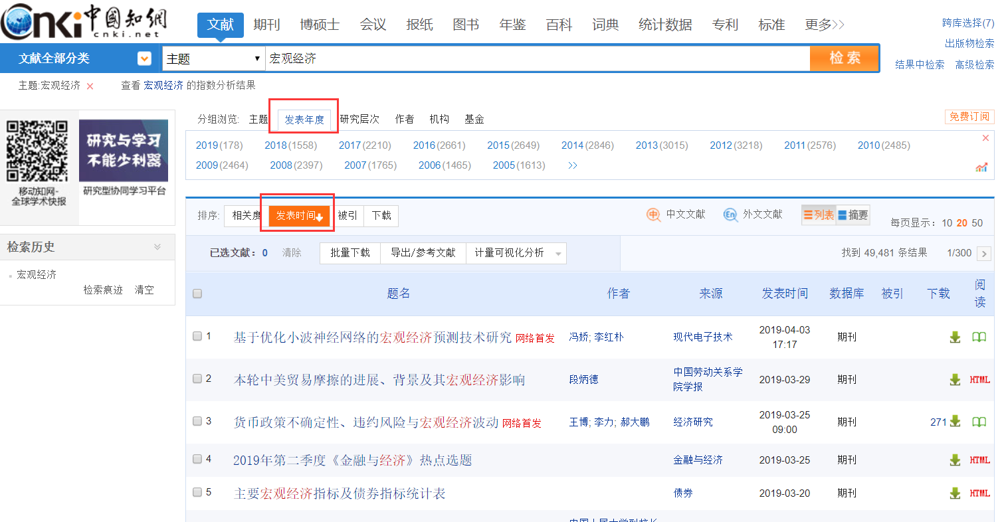 cnki 中國知網
cnki.net
文献 期刊 博硕士 会议 报纸 图书 年鉴 百科 词典 统计数据 专利 标准 更多>>
跨库选择(7)
出版物检索
文献全部分类 主题 宏观经济 检索
结果中检索 高级检索
主题:宏观经济 × 查看 宏观经济 的指数分析结果
研究与学习
不能少利器
移动知网-
全球学术快报
研究型协同学习平台
检索历史
宏观经济
检索痕迹 清空
分组浏览: 主题 发表年度 研究层次 作者 机构 基金 免费订阅
2019(178) 2018(1558) 2017(2210) 2016(2661) 2015(2649) 2014(2846) 2013(3015) 2012(3218) 2011(2576) 2010(2485)
2009(2464) 2008(2397) 2007(1765) 2006(1465) 2005(1613) >>
排序: 相关度 发表时间 被引 下载 中 中文文献 En 外文文献 列表 摘要 每页显示: 10 20 50
已选文献: 0 清除 批量下载 导出/参考文献 计量可视化分析 找到 49,481 条结果 1/300 >
题名 作者 来源 发表时间 数据库 被引 下载 阅读
1 基于优化小波神经网络的宏观经济预测技术研究 网络首发 冯娇; 李红朴 现代电子技术 2019-04-03 17:17 期刊
2 本轮中美贸易摩擦的进展、背景及其宏观经济影响 段炳德 中国劳动关系学院学报 2019-03-29 期刊 HTML
3 货币政策不确定性、违约风险与宏观经济波动 网络首发 王博; 李力; 郝大鹏 经济研究 2019-03-25 09:00 期刊 271
4 2019年第二季度《金融与经济》热点选题 金融与经济 2019-03-25 期刊 HTML
5 主要宏观经济指标及债券指标统计表 债券 2019-03-20 期刊 HTML